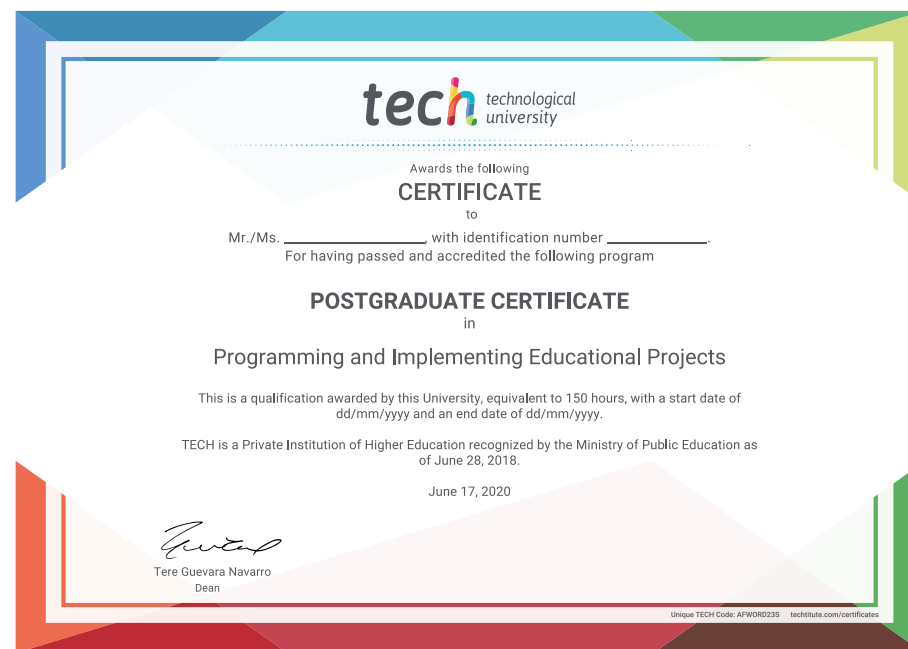 tech technological
university
Awards the following
CERTIFICATE
to
Mr./Ms. ____________, with identification number ____________.
For having passed and accredited the following program
POSTGRADUATE CERTIFICATE
in
Programming and Implementing Educational Projects
This is a qualification awarded by this University, equivalent to 150 hours, with a start date of
dd/mm/yyyy and an end date of dd/mm/yyyy.
TECH is a Private Institution of Higher Education recognized by the Ministry of Public Education as
of June 28, 2018.
June 17, 2020
Tere Guevara Navarro
Dean
Unique TECH Code: AFWORD23S techtitute.com/certificates